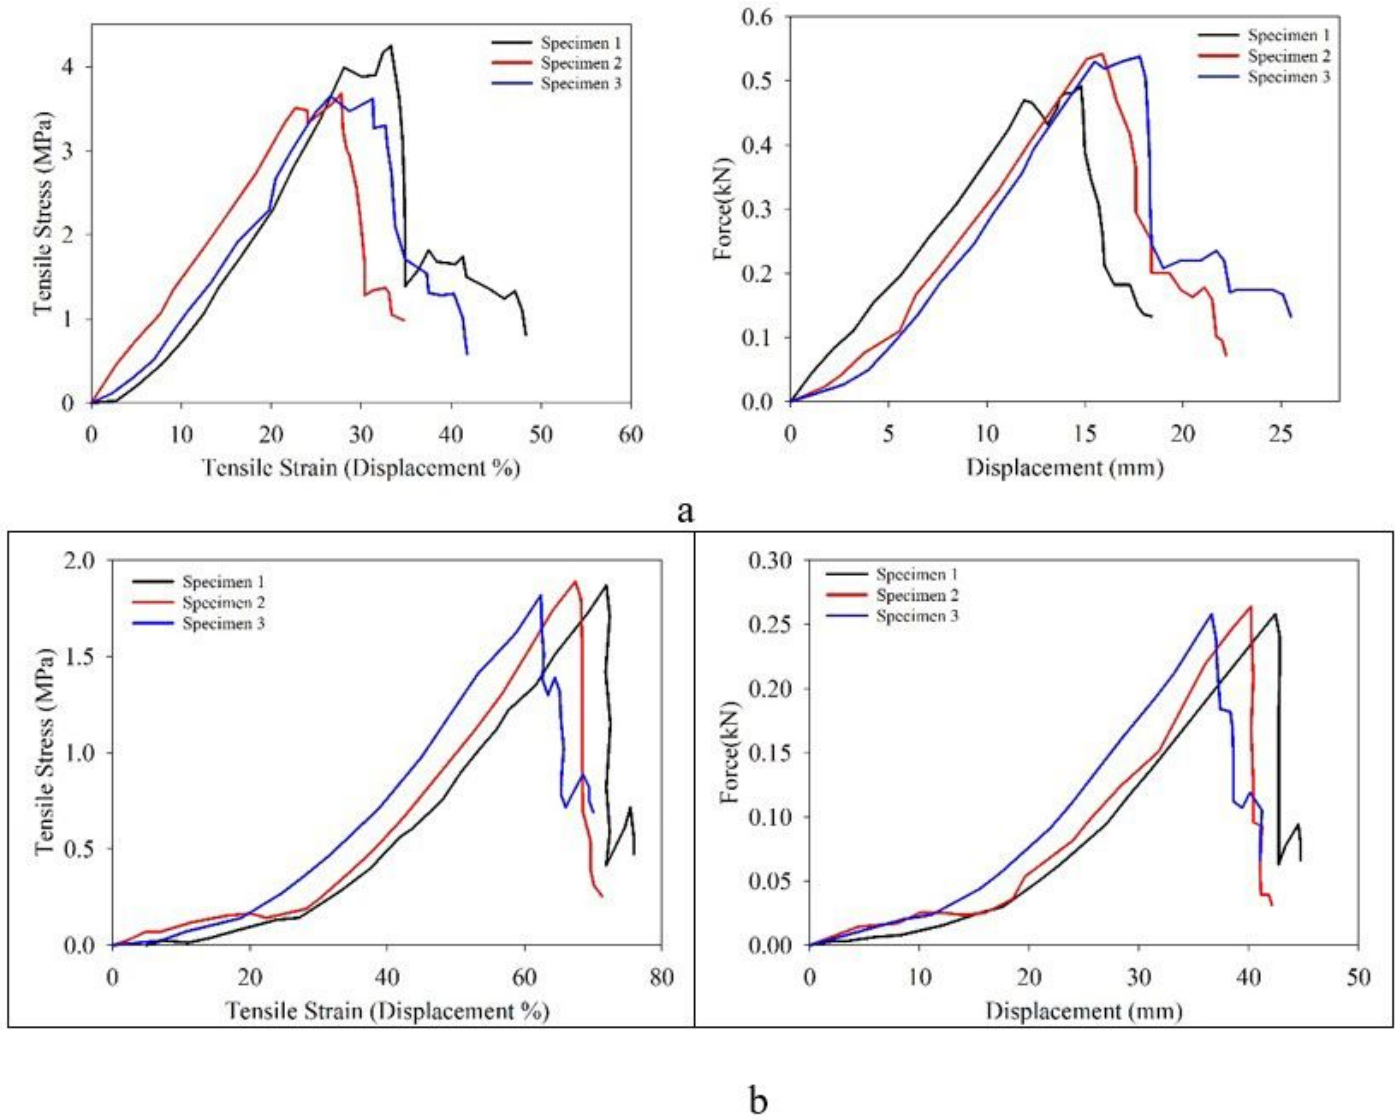 Specimen 1
Specimen 2
Specimen 3
4
3
2
1
0
0 10 20 30 40 50 60
Tensile Stress (MPa)
Tensile Strain (Displacement %)
Specimen 1
Specimen 2
Specimen 3
0.6
0.5
0.4
0.3
0.2
0.1
0.0
0 5 10 15 20 25
Force(kN)
Displacement (mm)
a
Specimen 1
Specimen 2
Specimen 3
2.0
1.5
1.0
0.5
0.0
0 20 40 60 80
Tensile Stress (MPa)
Tensile Strain (Displacement %)
Specimen 1
Specimen 2
Specimen 3
0.30
0.25
0.20
0.15
0.10
0.05
0.00
0 10 20 30 40 50
Force(kN)
Displacement (mm)
b